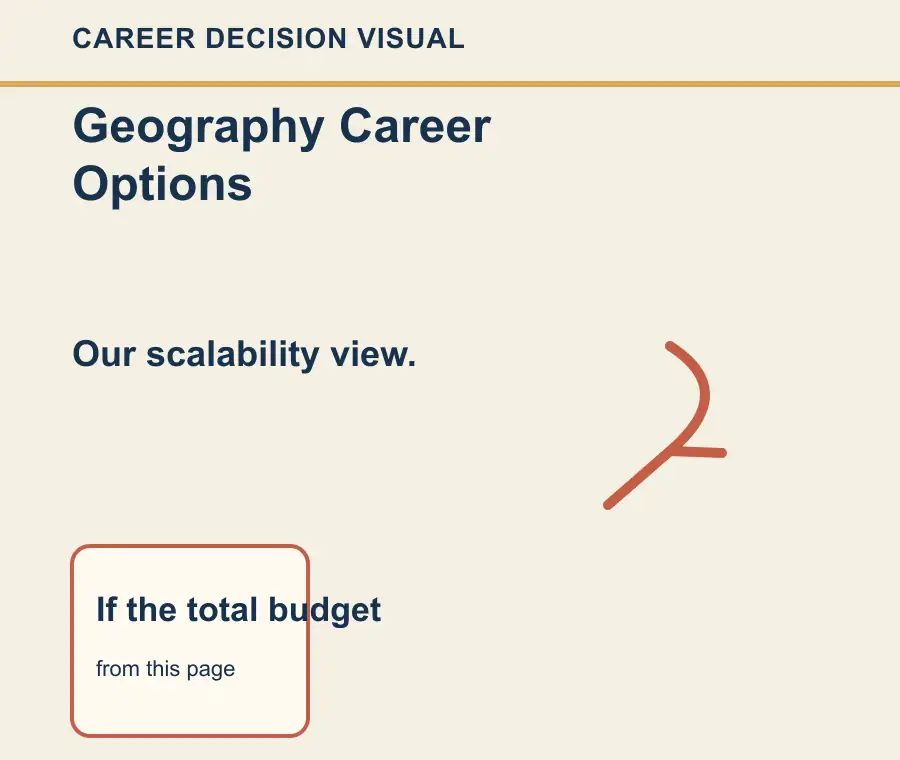 CAREER DECISION VISUAL
Geography Career
Options
Our scalability view.
If the total budget
from this page